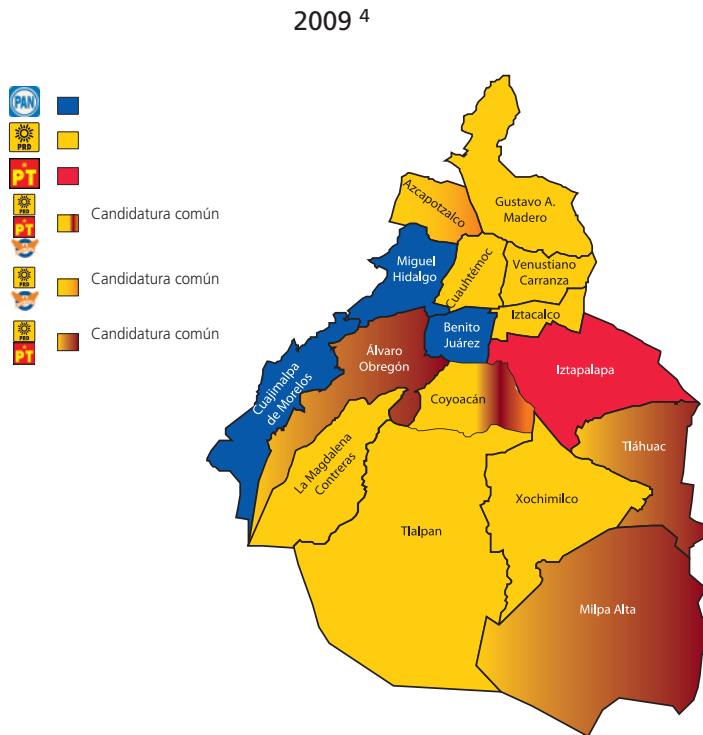 2009 4
PAN
PRD
PT
PRD
PT
Candidatura común
PRD
Candidatura común
PRD
PT
Candidatura común
Azcapotzalco
Gustavo A.
Madero
Miguel
Hidalgo
Cuauhtémoc
Venustiano
Carranza
Iztacalco
Benito
Juárez
Álvaro
Obregón
Cuajimalpa
de Morelos
Iztapalapa
Coyoacán
Tláhuac
La Magdalena
Contreras
Xochimilco
Tlalpan
Milpa Alta